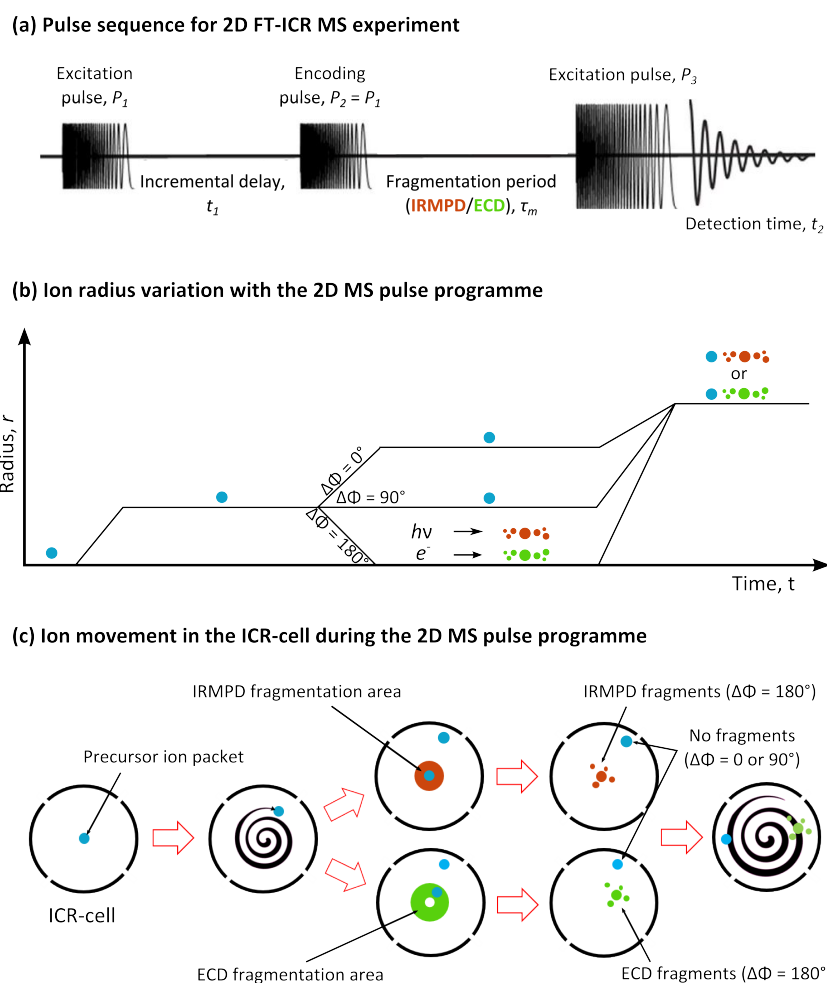 (a) Pulse sequence for 2D FT-ICR MS experiment
Excitation
pulse, P1
Encoding
pulse, P2 = P1
Excitation pulse, P3
Incremental delay,
t1
Fragmentation period
(IRMPD/ECD), τm
Detection time, t2
(b) Ion radius variation with the 2D MS pulse programme
Radius, r
or
ΔΦ = 0°
ΔΦ = 90°
ΔΦ = 180°
hν
e-
Time, t
(c) Ion movement in the ICR-cell during the 2D MS pulse programme
IRMPD fragmentation area
IRMPD fragments (ΔΦ = 180°)
Precursor ion packet
No fragments
(ΔΦ = 0 or 90°)
ICR-cell
ECD fragmentation area
ECD fragments (ΔΦ = 180°